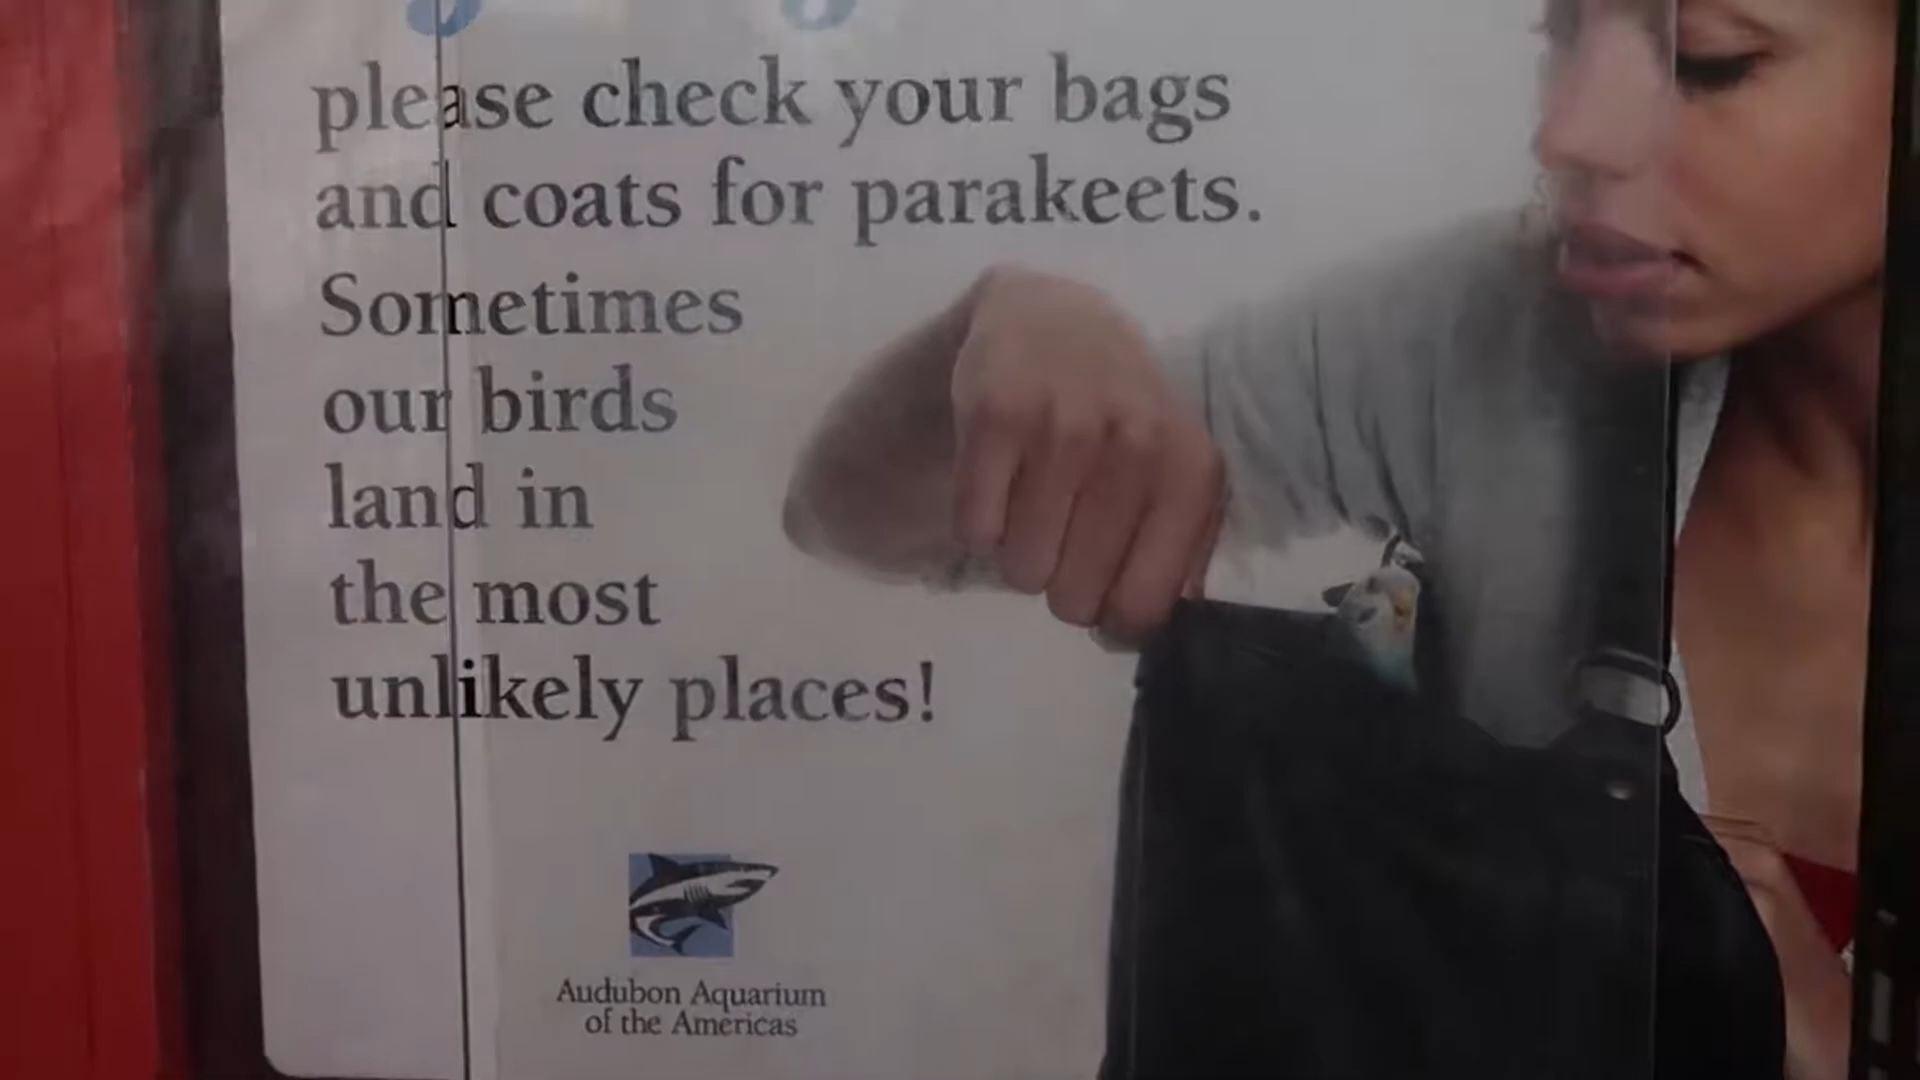 please check your bags
and coats for parakeets.
Sometimes
our birds
land in
the most
unlikely places!
Audubon Aquarium
of the Americas